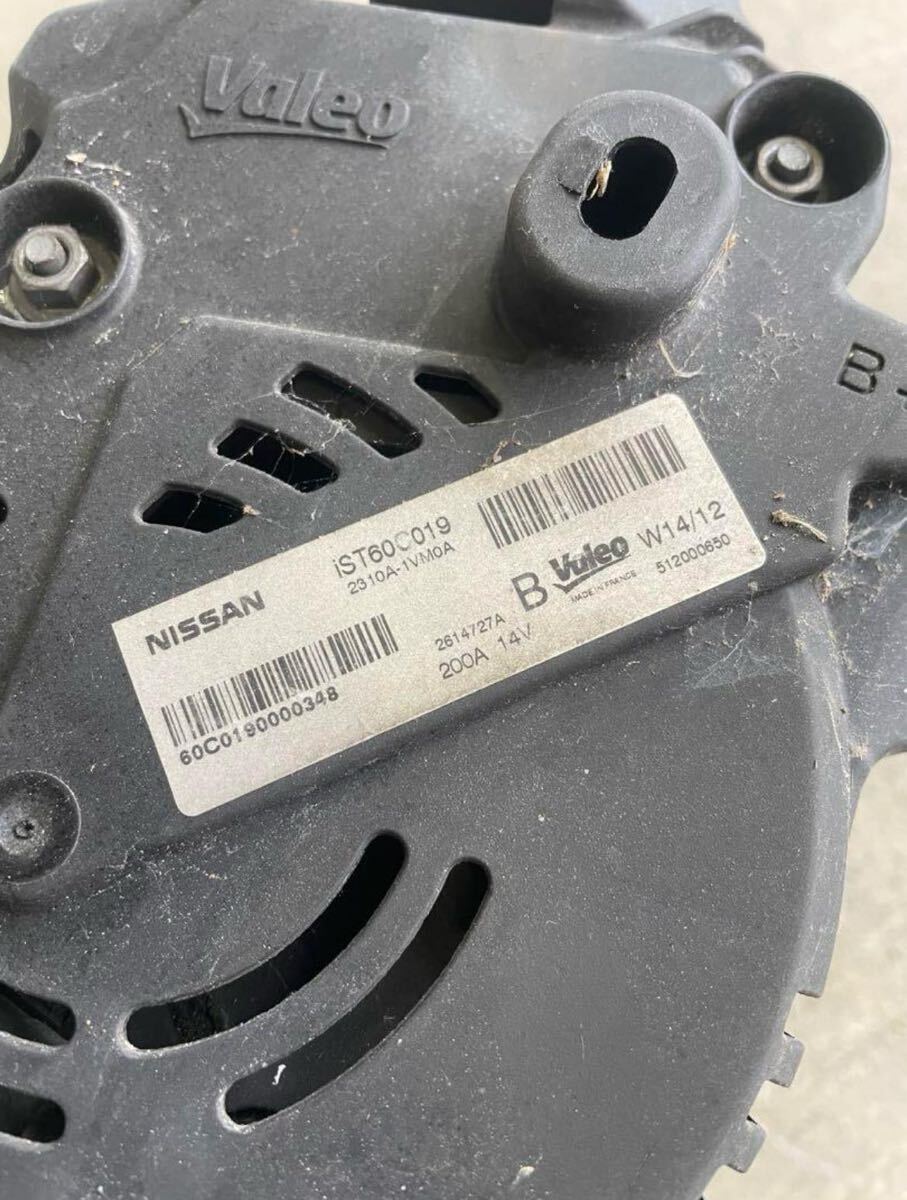 Valeo
B+
NISSAN
iST60C019
2310A-1VM0A
60C0190000348
2614727A
200A 14V
B Valeo W14/12
MADE IN FRANCE
512000650